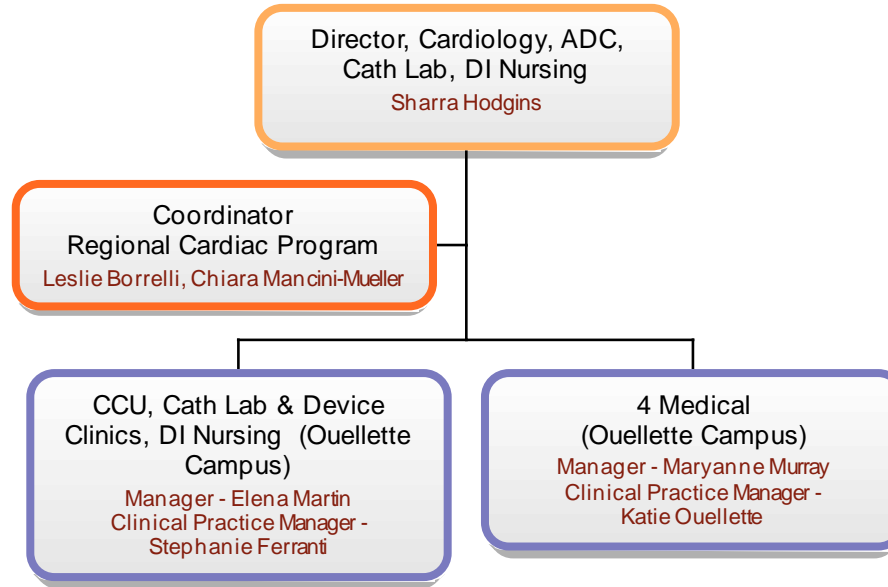 Director, Cardiology, ADC,
Cath Lab, DI Nursing
Sharra Hodgins
Coordinator
Regional Cardiac Program
Leslie Borrelli, Chiara Mancini-Mueller
CCU, Cath Lab & Device
Clinics, DI Nursing (Ouellette
Campus)
Manager - Elena Martin
Clinical Practice Manager -
Stephanie Ferranti
4 Medical
(Ouellette Campus)
Manager - Maryanne Murray
Clinical Practice Manager -
Katie Ouellette